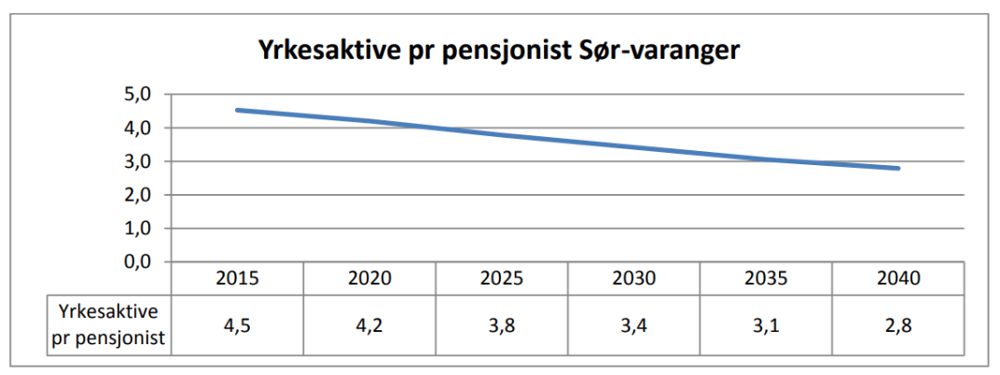 Yrkesaktive pr pensjonist Sør-varanger
5,0
4,0
3,0
2,0
1,0
0,0
2015 2020 2025 2030 2035 2040
Yrkesaktive
pr pensjonist
4,5 4,2 3,8 3,4 3,1 2,8